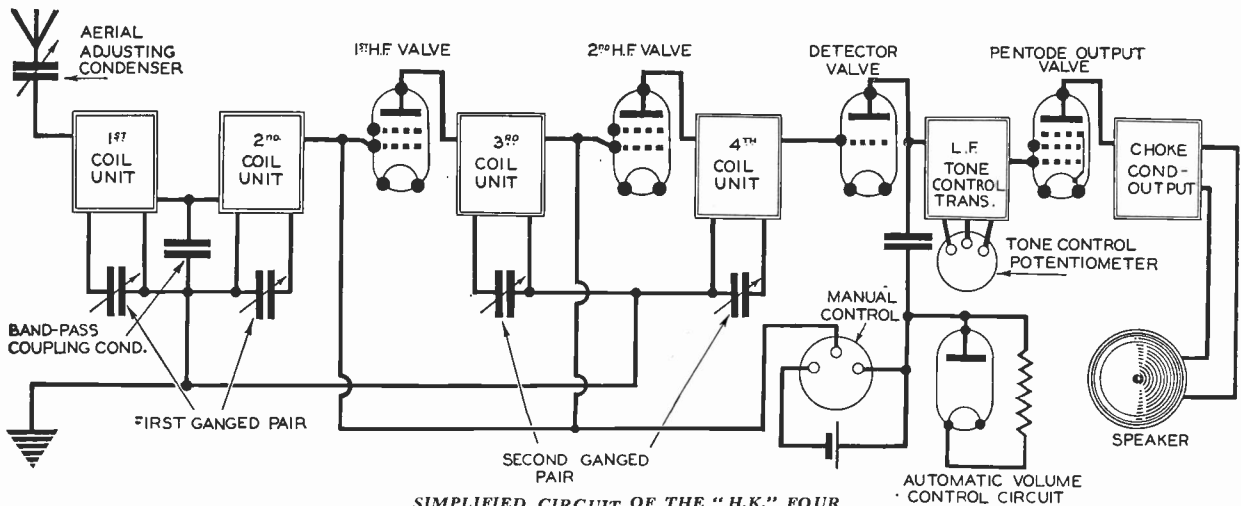 AERIAL
ADJUSTING
CONDENSER
1ST H.F VALVE
2ND H.F VALVE
DETECTOR
VALVE
PENTODE OUTPUT
VALVE
1ST
COIL
UNIT
2ND
COIL
UNIT
3RD
COIL
UNIT
4TH
COIL
UNIT
L.F.
TONE
CONTROL
TRANS.
CHOKE
COND-
OUTPUT
TONE CONTROL
POTENTIOMETER
BAND-PASS
COUPLING COND.
MANUAL
CONTROL
FIRST GANGED PAIR
SECOND GANGED
PAIR
SPEAKER
AUTOMATIC VOLUME
CONTROL CIRCUIT
SIMPLIFIED CIRCUIT OF THE "H.K." FOUR